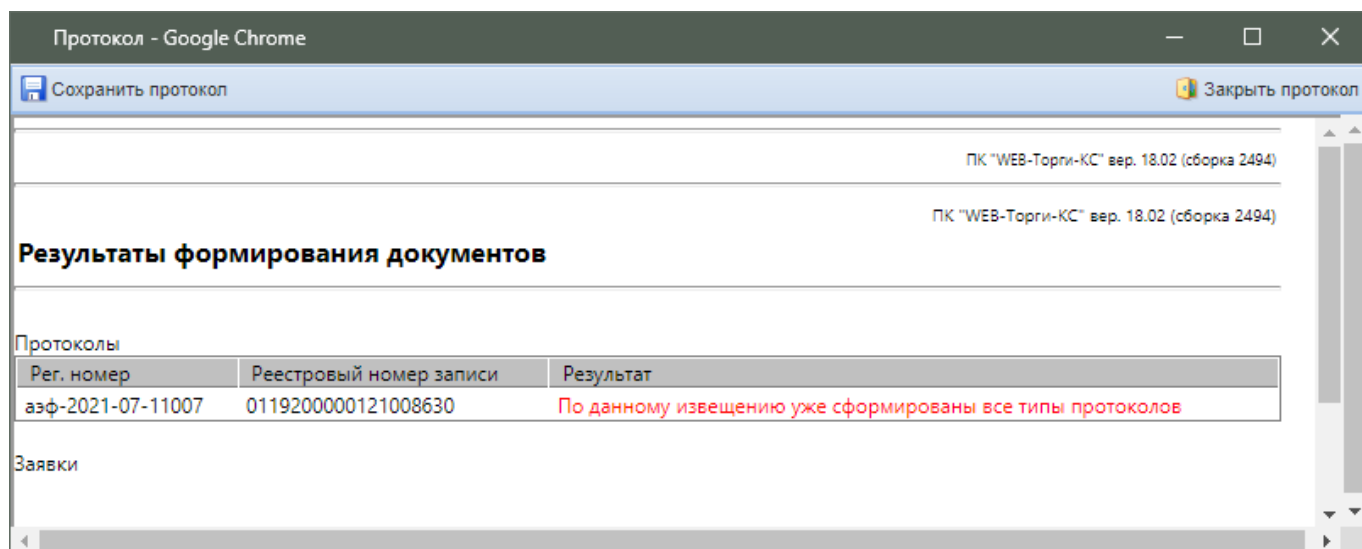 Протокол - Google Chrome
Сохранить протокол Закрыть протокол
ПК "WEB-Торги-КС" вер. 18.02 (сборка 2494)
ПК "WEB-Торги-КС" вер. 18.02 (сборка 2494)
Результаты формирования документов
Протоколы
Рег. номер Реестровый номер записи Результат
аэф-2021-07-11007 0119200000121008630 По данному извещению уже сформированы все типы протоколов
Заявки